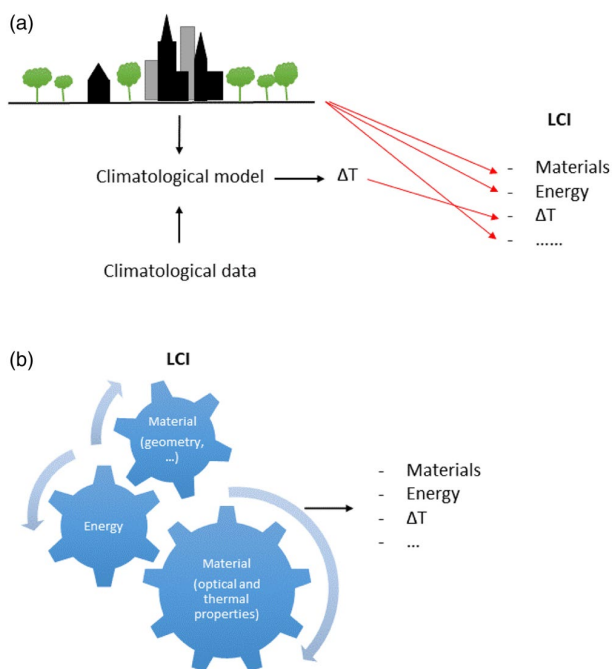 (a)
LCI
Climatological model
ΔT
- Materials
- Energy
- ΔT
- ......
Climatological data
(b)
LCI
Material
(geometry,
...)
Energy
Material
(optical and
thermal
properties)
- Materials
- Energy
- ΔT
- ...